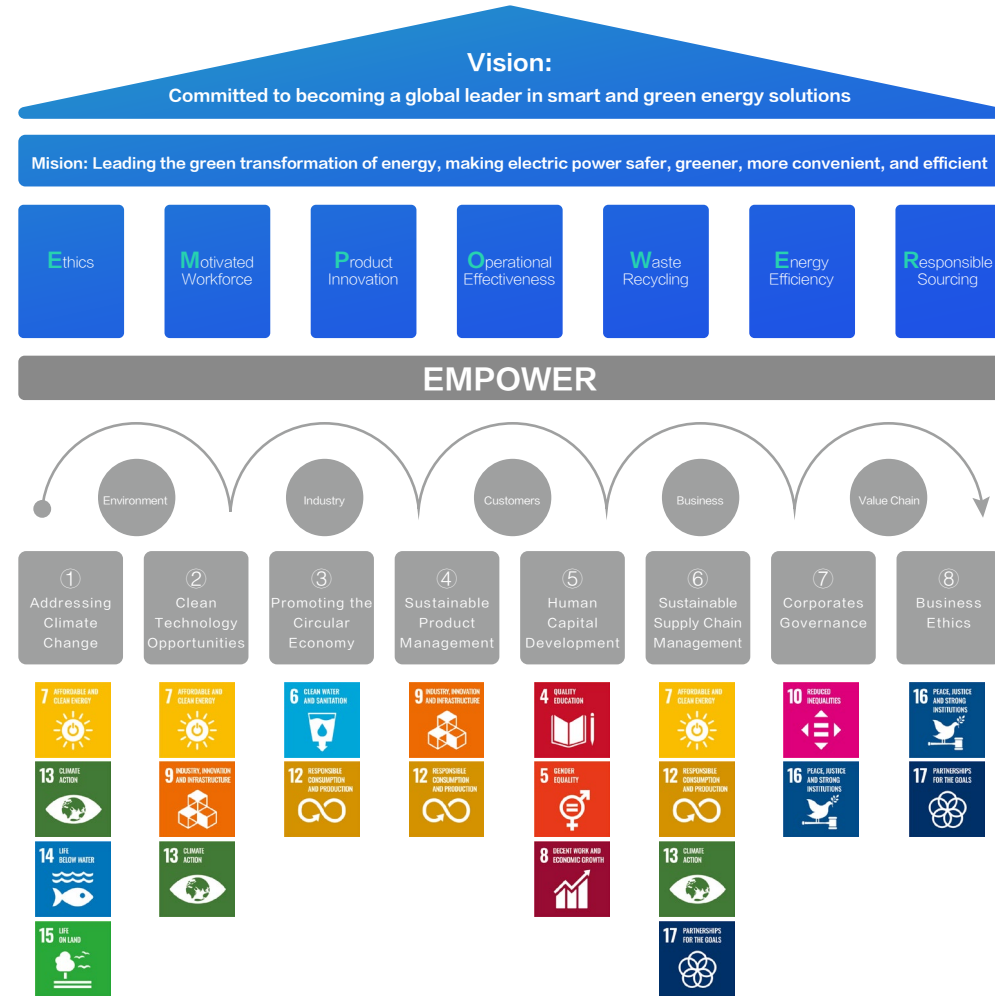 Vision:
Committed to becoming a global leader in smart and green energy solutions
Mision: Leading the green transformation of energy, making electric power safer, greener, more convenient, and efficient
Ethics
Motivated
Workforce
Product
Innovation
Operational
Effectiveness
Waste
Recycling
Energy
Efficiency
Responsible
Sourcing
EMPOWER
Environment
Industry
Customers
Business
Value Chain
①
Addressing
Climate
Change
②
Clean
Technology
Opportunities
③
Promoting the
Circular
Economy
④
Sustainable
Product
Management
⑤
Human
Capital
Development
⑥
Sustainable
Supply Chain
Management
⑦
Corporates
Governance
⑧
Business
Ethics
7 AFFORDABLE AND
CLEAN ENERGY
13 CLIMATE
ACTION
14 LIFE
BELOW WATER
15 LIFE
ON LAND
7 AFFORDABLE AND
CLEAN ENERGY
9 INDUSTRY, INNOVATION
AND INFRASTRUCTURE
13 CLIMATE
ACTION
6 CLEAN WATER
AND SANITATION
12 RESPONSIBLE
CONSUMPTION
AND PRODUCTION
9 INDUSTRY, INNOVATION
AND INFRASTRUCTURE
12 RESPONSIBLE
CONSUMPTION
AND PRODUCTION
4 QUALITY
EDUCATION
5 GENDER
EQUALITY
8 DECENT WORK AND
ECONOMIC GROWTH
7 AFFORDABLE AND
CLEAN ENERGY
12 RESPONSIBLE
CONSUMPTION
AND PRODUCTION
13 CLIMATE
ACTION
17 PARTNERSHIPS
FOR THE GOALS
10 REDUCED
INEQUALITIES
16 PEACE, JUSTICE
AND STRONG
INSTITUTIONS
16 PEACE, JUSTICE
AND STRONG
INSTITUTIONS
17 PARTNERSHIPS
FOR THE GOALS